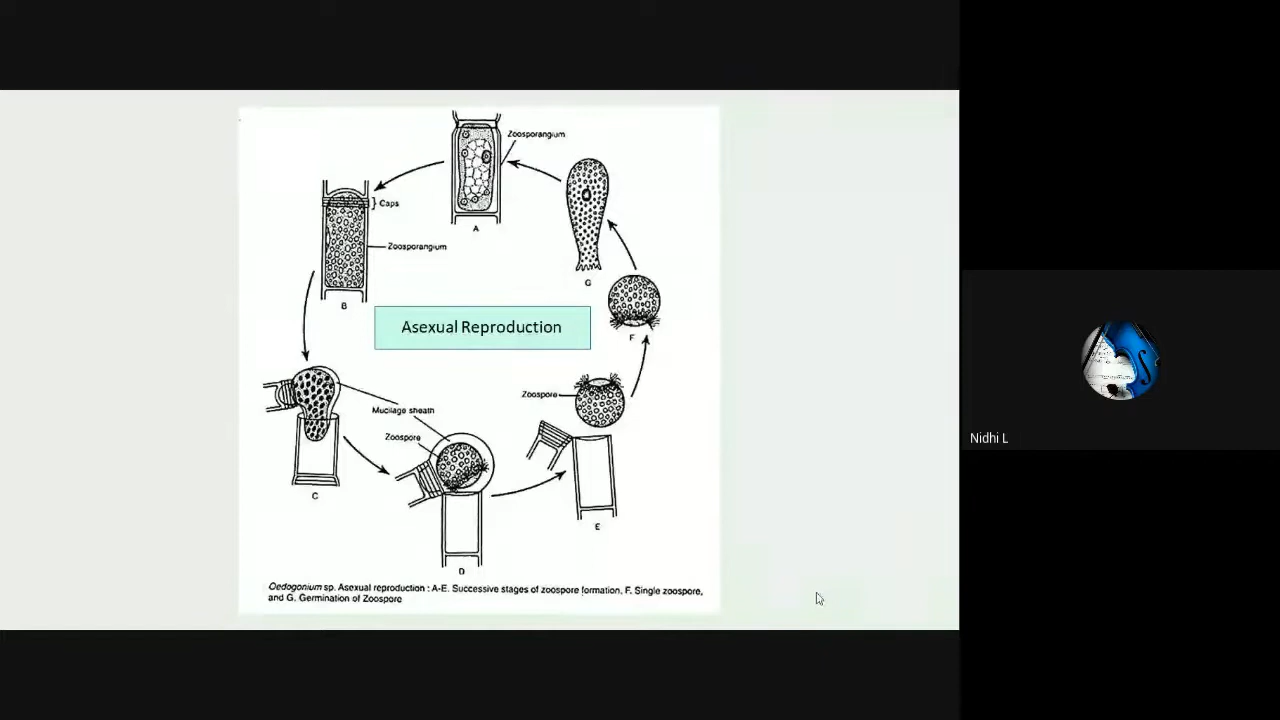 Zoosporangium
A
Caps
Zoosporangium
B
G
Asexual Reproduction
F
Zoospore
Mucilage sheath
Zoospore
C
E
D
Oedogonium sp. Asexual reproduction : A-E. Successive stages of zoospore formation, F. Single zoospore,
and G. Germination of Zoospore
Nidhi L